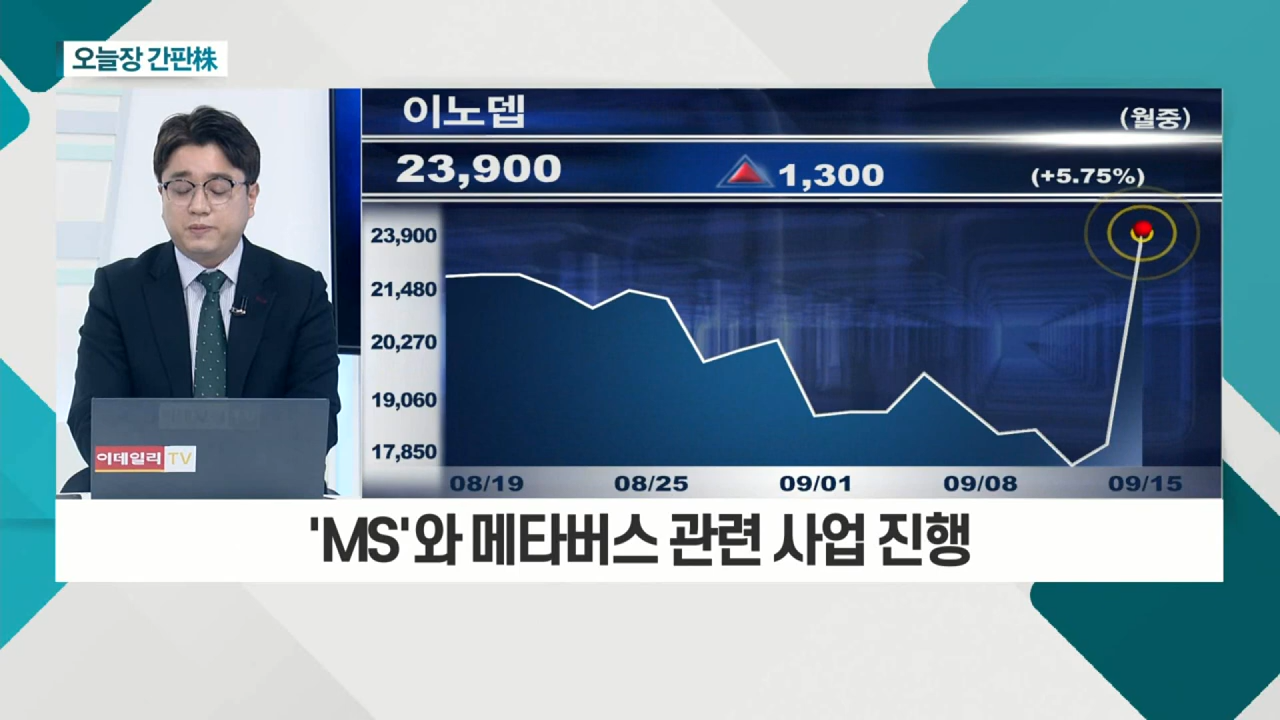 오늘장 간판株
이노뎁
(월중)
23,900 ▲ 1,300 (+5.75%)
23,900
21,480
20,270
19,060
17,850
08/19 08/25 09/01 09/08 09/15
이데일리 TV
'MS'와 메타버스 관련 사업 진행